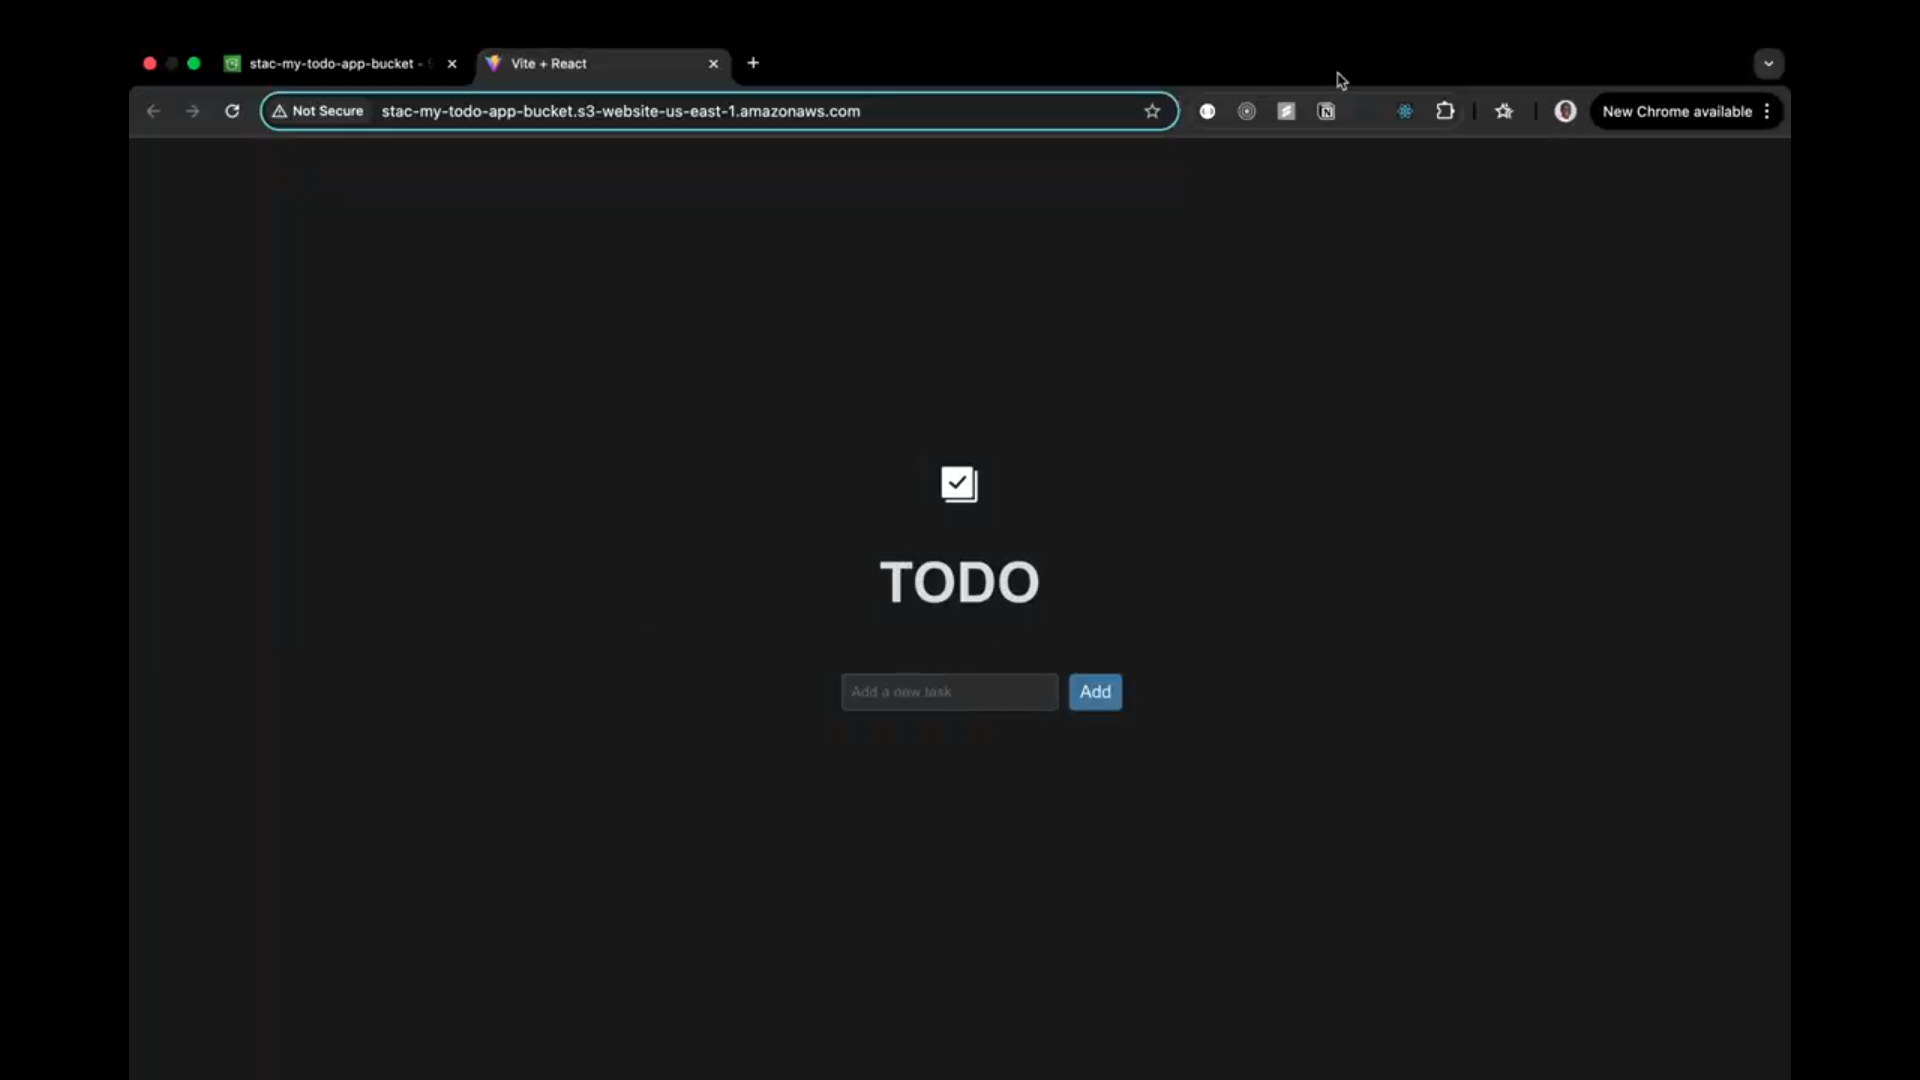 stac-my-todo-app-bucket -
Vite + React
Not Secure
stac-my-todo-app-bucket.s3-website-us-east-1.amazonaws.com
New Chrome available
TODO
Add a new task
Add